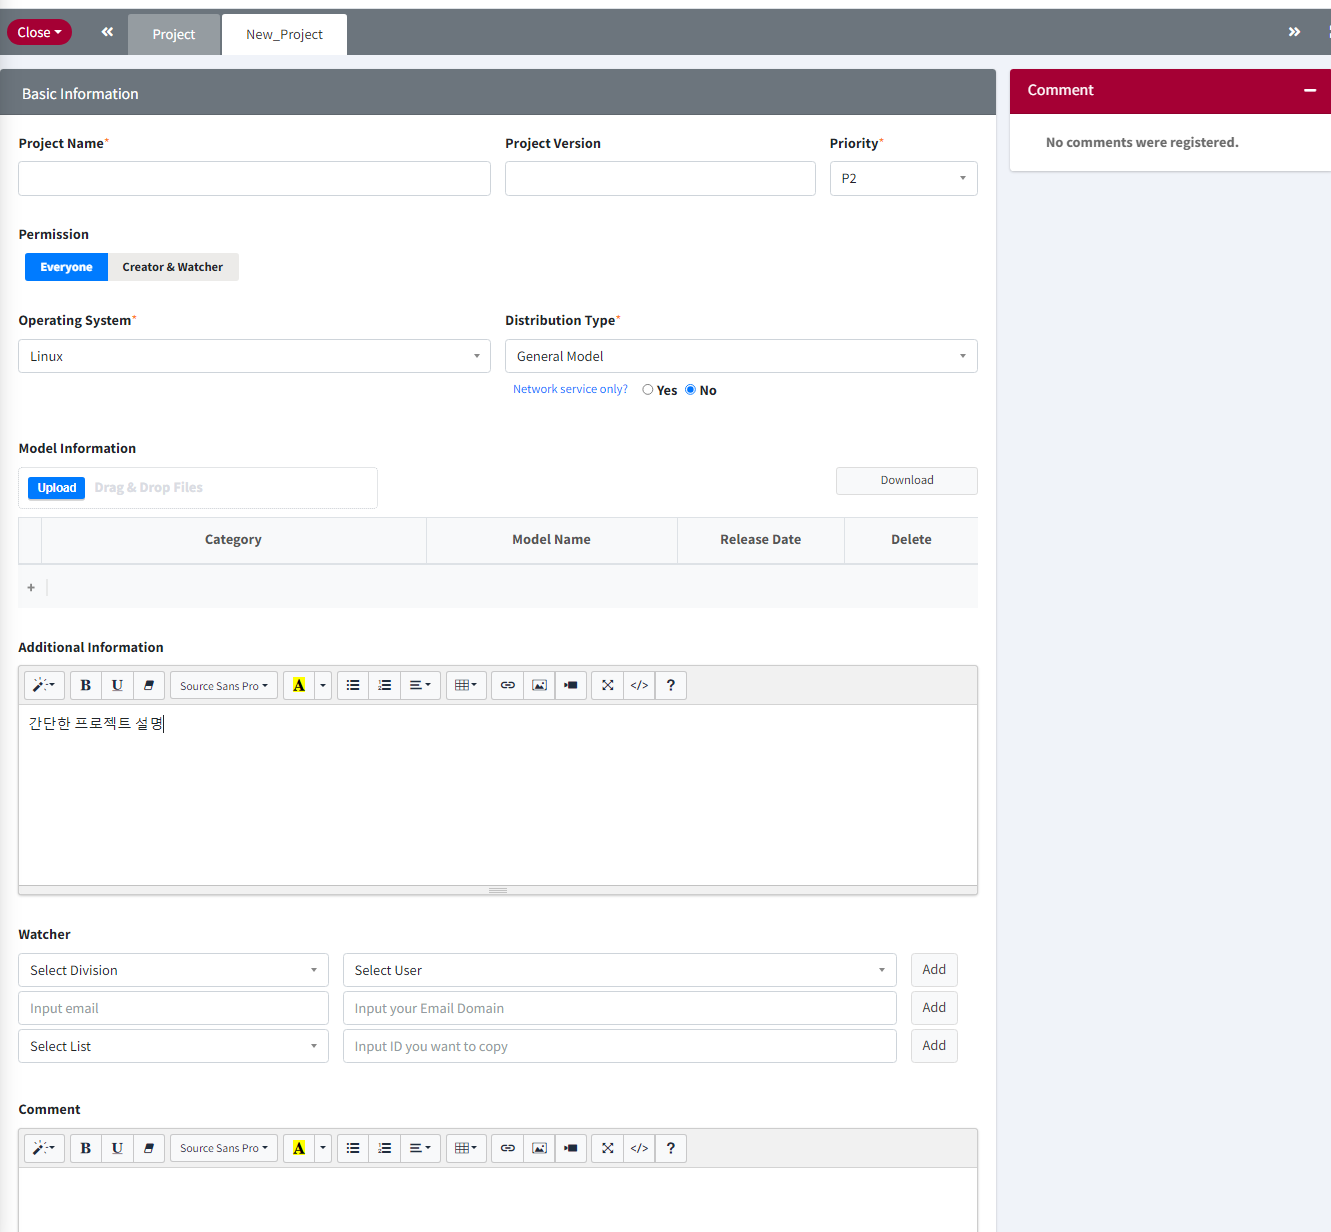 Close
Project
New_Project
Basic Information
Comment
No comments were registered.
Project Name*
Project Version
Priority*
P2
Permission
Everyone
Creator & Watcher
Operating System*
Distribution Type*
Linux
General Model
Network service only?
Yes
No
Model Information
Upload
Drag & Drop Files
Download
Category
Model Name
Release Date
Delete
+
Additional Information
B
U
Source Sans Pro
A
</>
?
간단한 프로젝트 설명
Watcher
Select Division
Select User
Add
Input email
Input your Email Domain
Add
Select List
Input ID you want to copy
Add
Comment
B
U
Source Sans Pro
A
</>
?